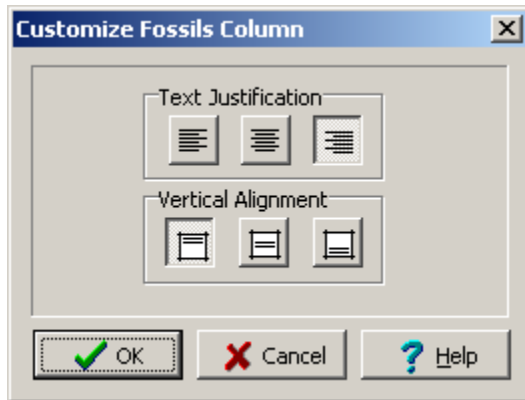 Customize Fossils Column
Text Justification
Vertical Alignment
OK Cancel Help